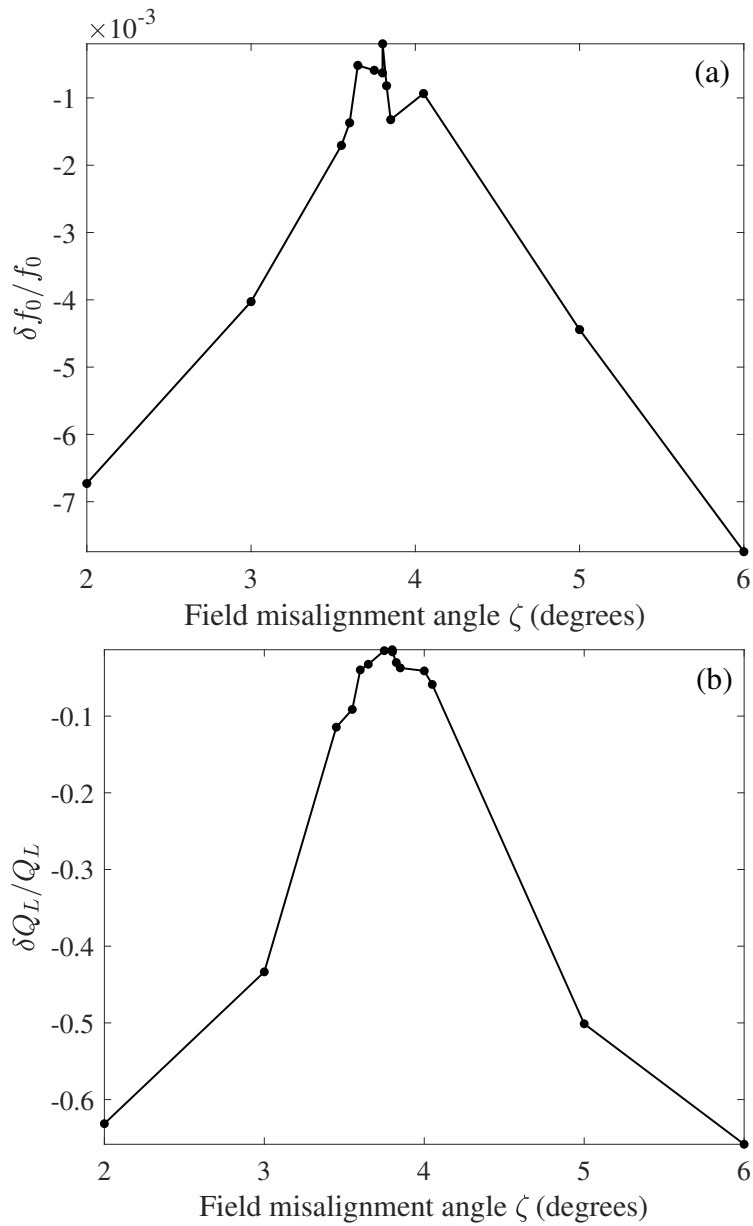 ×10⁻³
(a)
-1
-2
-3
-4
-5
-6
-7
δf₀/f₀
2 3 4 5 6
Field misalignment angle ζ (degrees)
(b)
-0.1
-0.2
-0.3
-0.4
-0.5
-0.6
δQ_L/Q_L
2 3 4 5 6
Field misalignment angle ζ (degrees)